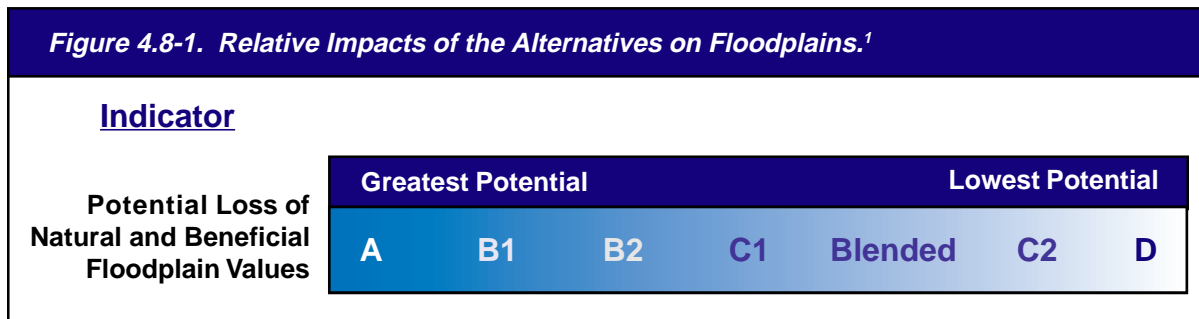 Figure 4.8-1. Relative Impacts of the Alternatives on Floodplains.¹
Indicator
Greatest Potential Lowest Potential
Potential Loss of
Natural and Beneficial
Floodplain Values
A B1 B2 C1 Blended C2 D